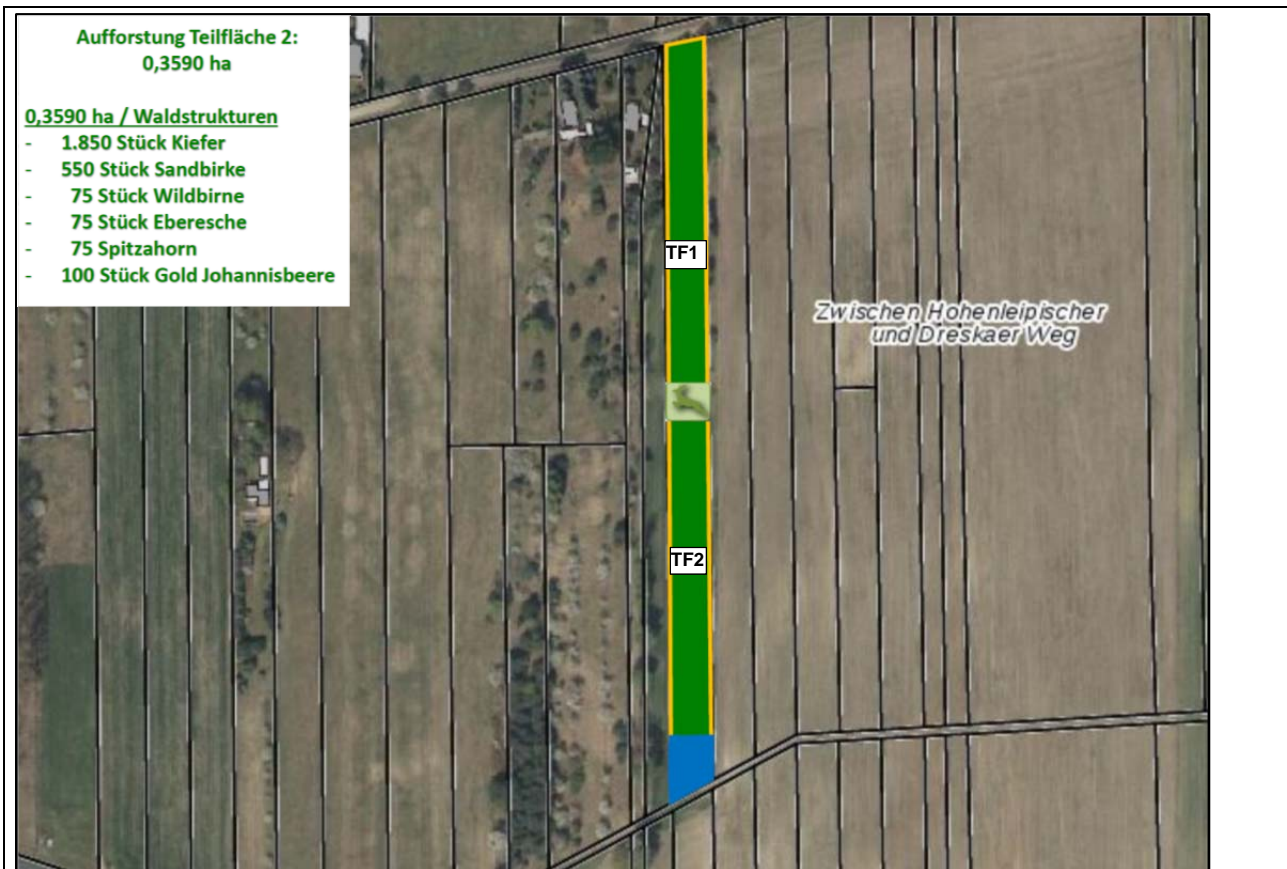 Aufforstung Teilfläche 2:
0,3590 ha
0,3590 ha / Waldstrukturen
- 1.850 Stück Kiefer
- 550 Stück Sandbirke
- 75 Stück Wildbirne
- 75 Stück Eberesche
- 75 Spitzahorn
- 100 Stück Gold Johannisbeere
TF1
Zwischen Hohenleipischer
und Dreskaer Weg
TF2